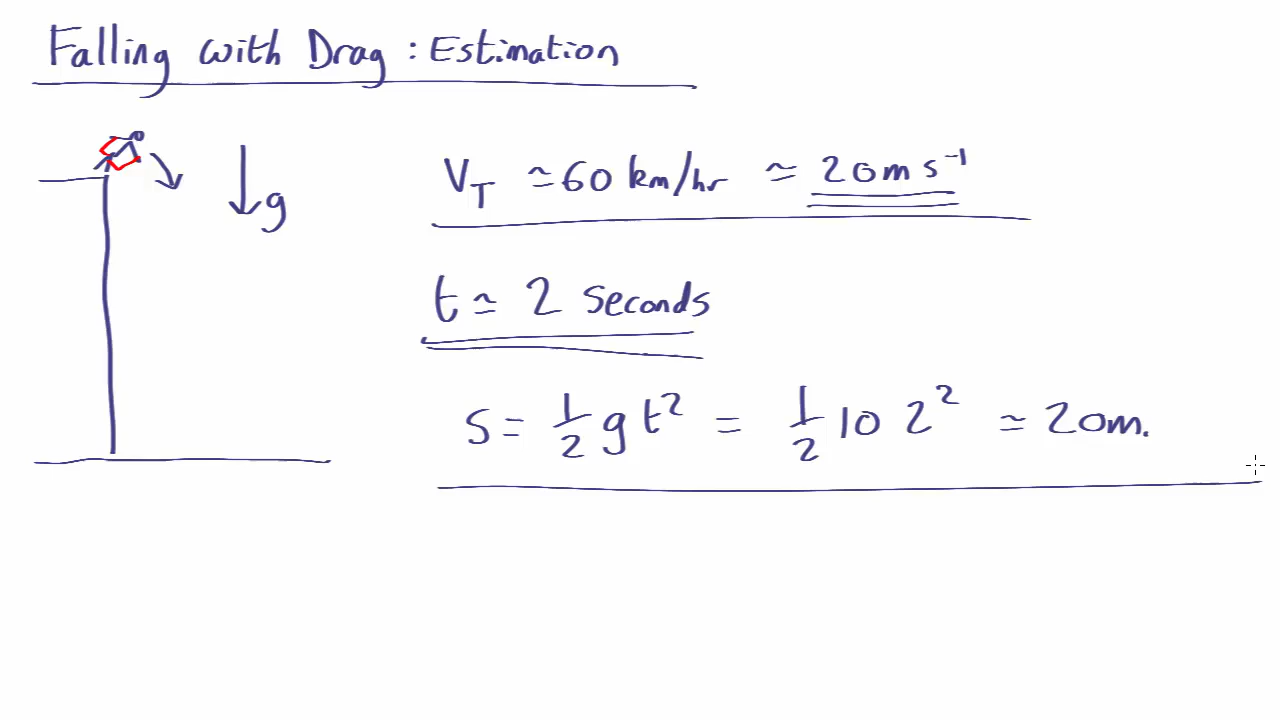 Falling with Drag : Estimation
g
V_T ≃ 60 km/hr ≃ 20 m s⁻¹
t ≃ 2 Seconds
S = 1/2 g t² = 1/2 10 2² ≃ 20m.